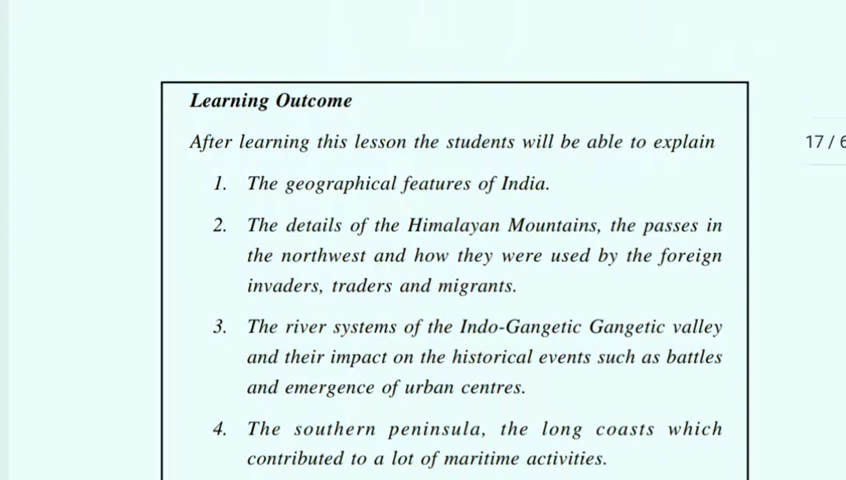 Learning Outcome
After learning this lesson the students will be able to explain
17 / 6
1. The geographical features of India.
2. The details of the Himalayan Mountains, the passes in
the northwest and how they were used by the foreign
invaders, traders and migrants.
3. The river systems of the Indo-Gangetic Gangetic valley
and their impact on the historical events such as battles
and emergence of urban centres.
4. The southern peninsula, the long coasts which
contributed to a lot of maritime activities.